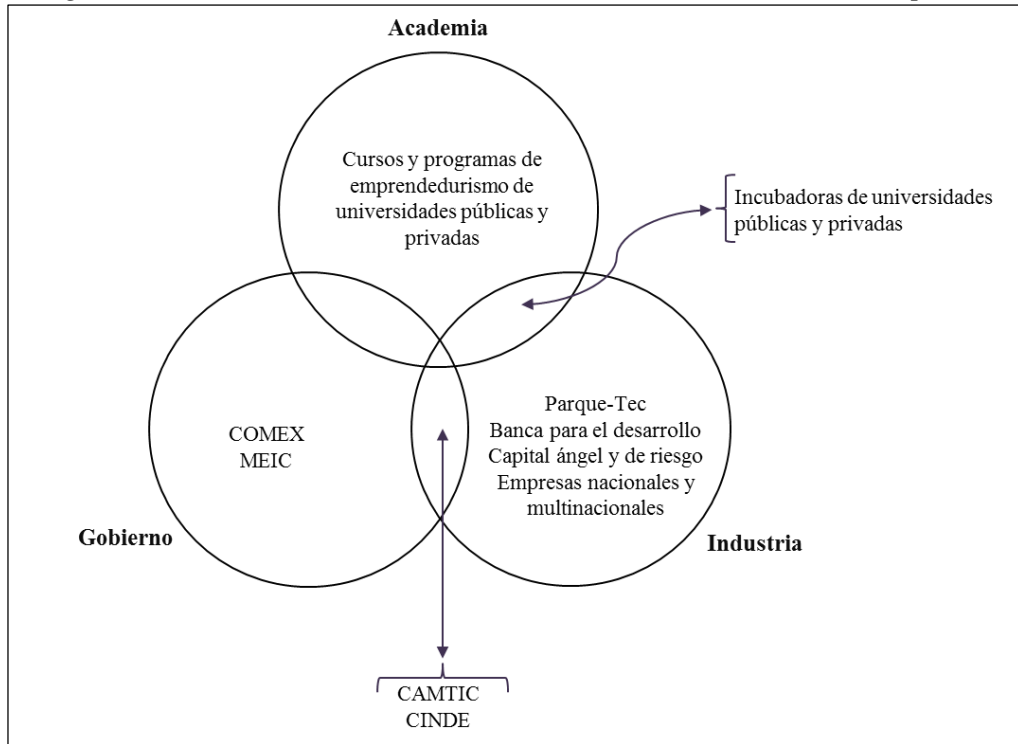 Academia
Cursos y programas de
emprendedurismo de
universidades públicas y
privadas
Incubadoras de universidades
públicas y privadas
COMEX
MEIC
Parque-Tec
Banca para el desarrollo
Capital ángel y de riesgo
Empresas nacionales y
multinacionales
Gobierno
Industria
CAMTIC
CINDE